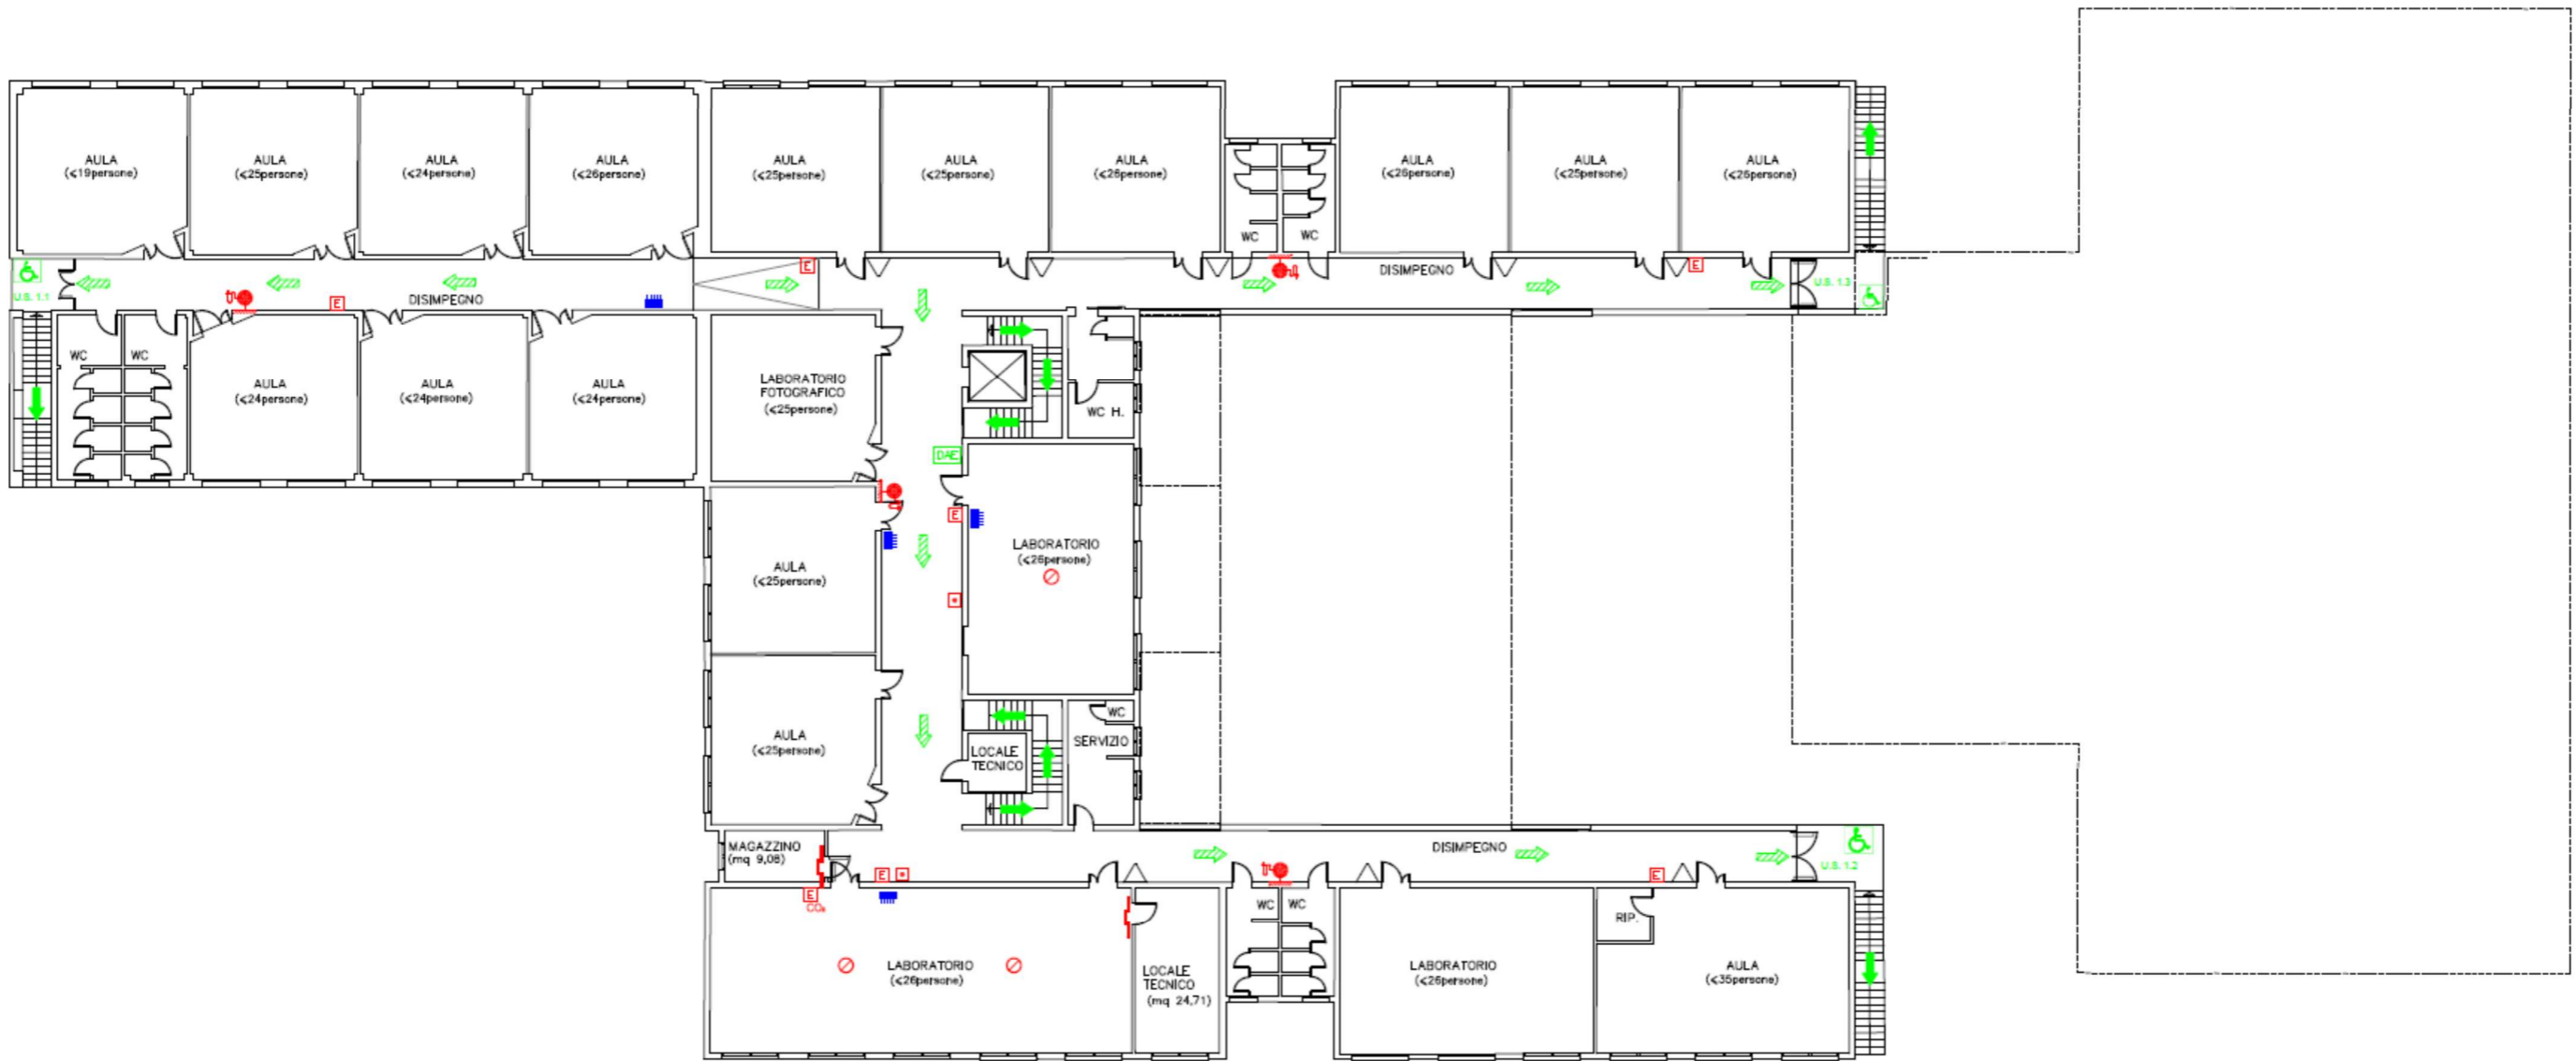 AULA
(≤19persone)
AULA
(≤25persone)
AULA
(≤24persone)
AULA
(≤26persone)
AULA
(≤25persone)
AULA
(≤25persone)
AULA
(≤26persone)
WC
WC
AULA
(≤26persone)
AULA
(≤25persone)
AULA
(≤26persone)
U.S. 1.1
DISIMPEGNO
E
E
DISIMPEGNO
E
U.S. 1.3
WC
WC
AULA
(≤24persone)
AULA
(≤24persone)
AULA
(≤24persone)
LABORATORIO
FOTOGRAFICO
(≤25persone)
WC H.
DAE
E
AULA
(≤25persone)
LABORATORIO
(≤26persone)
AULA
(≤25persone)
LOCALE
TECNICO
WC
SERVIZIO
MAGAZZINO
(mq 9,08)
E
E
CO₂
DISIMPEGNO
E
U.S. 1.2
LABORATORIO
(≤26persone)
LOCALE
TECNICO
(mq 24,71)
WC
WC
LABORATORIO
(≤26persone)
RIP.
AULA
(≤35persone)